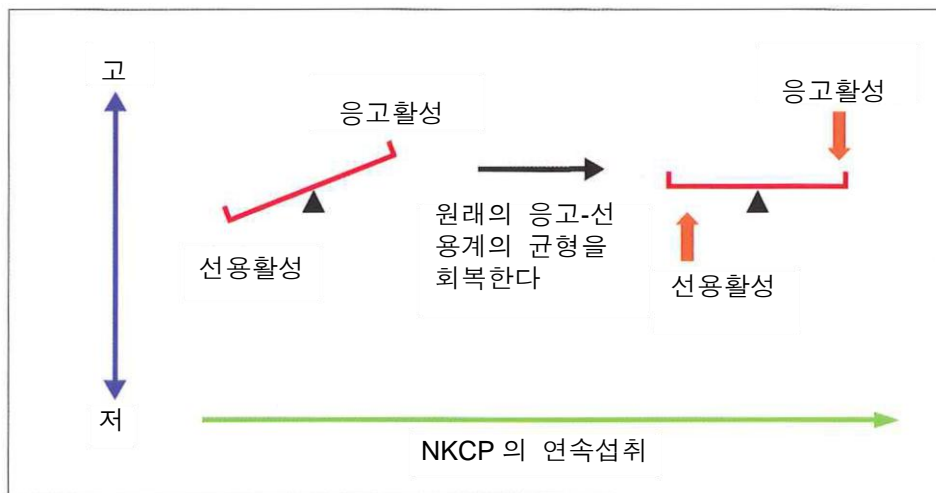 고
응고활성
응고활성
원래의 응고-선
용계의 균형을
회복한다
선용활성
선용활성
저
NKCP 의 연속섭취